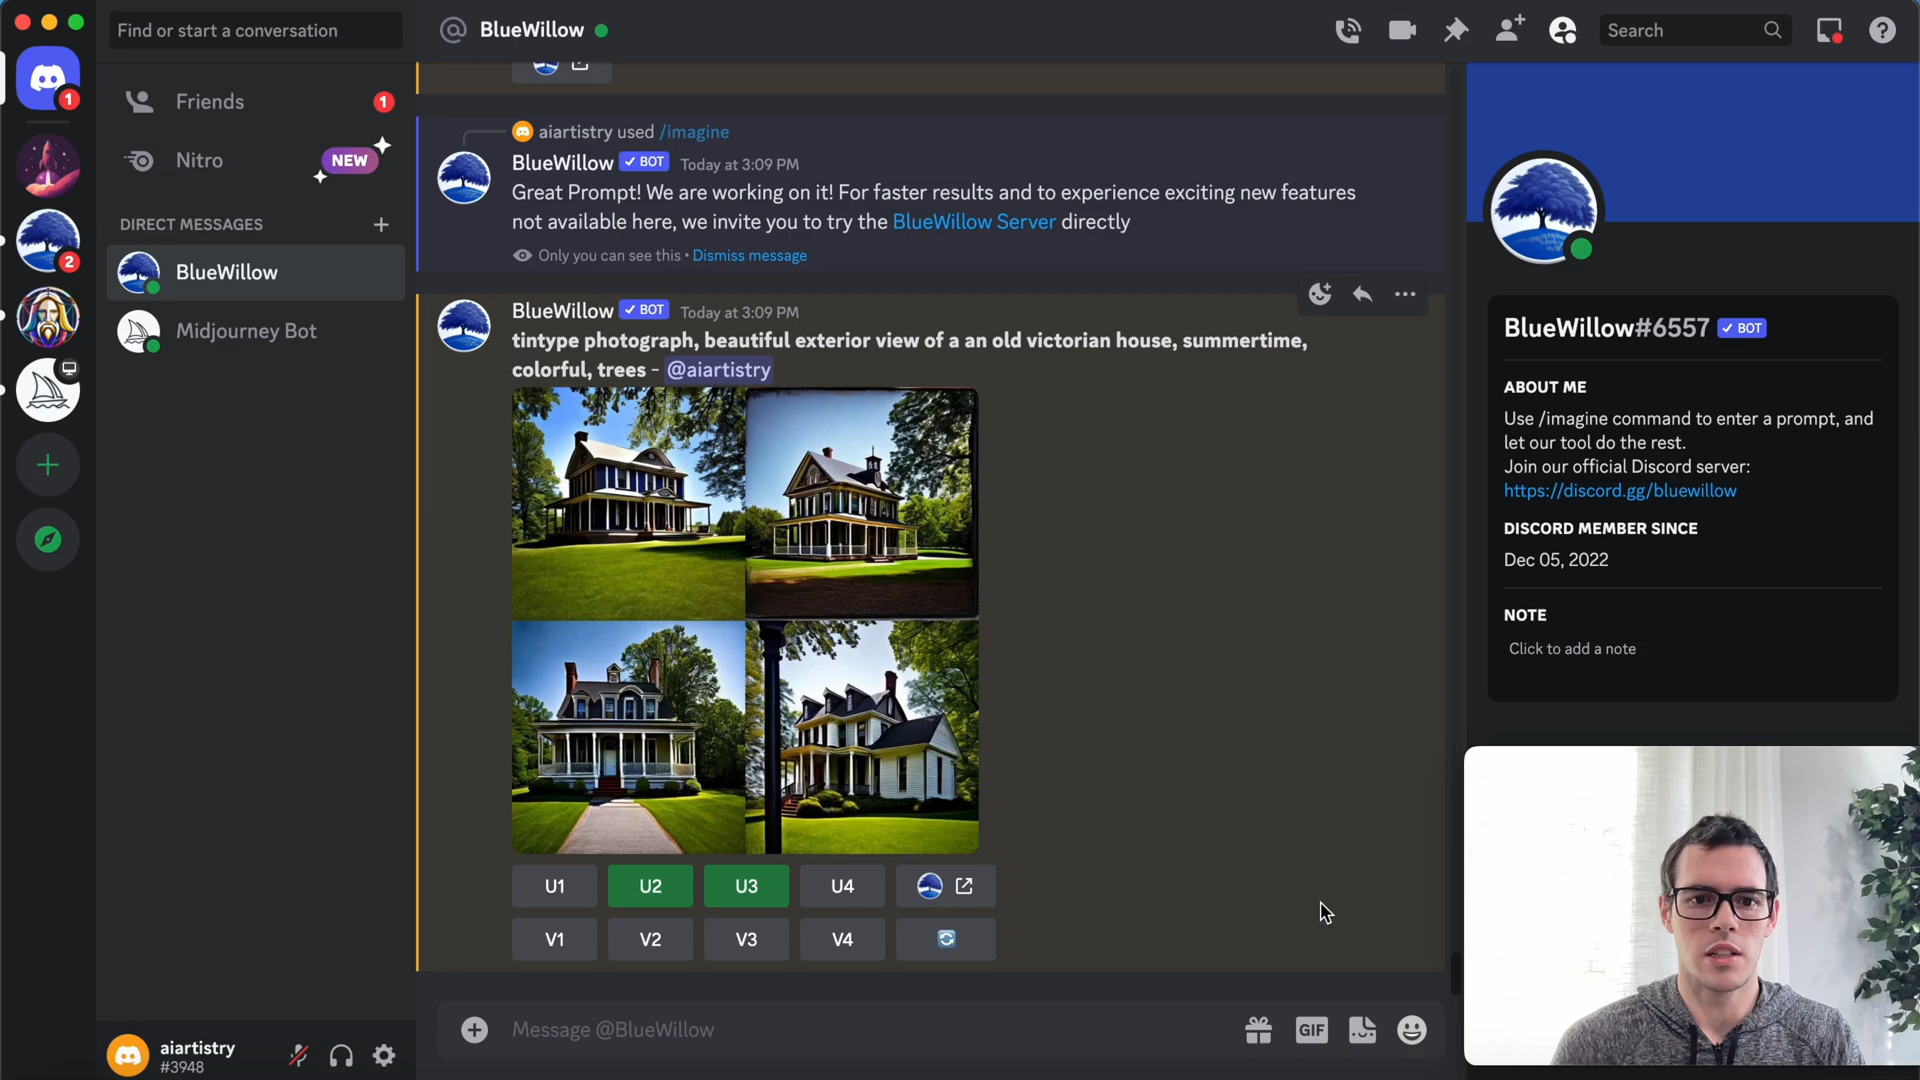 Find or start a conversation
BlueWillow
Search
1
Friends
1
Nitro
NEW
DIRECT MESSAGES
2
BlueWillow
Midjourney Bot
aiartistry used /imagine
BlueWillow ✓ BOT Today at 3:09 PM
Great Prompt! We are working on it! For faster results and to experience exciting new features
not available here, we invite you to try the BlueWillow Server directly
Only you can see this • Dismiss message
BlueWillow ✓ BOT Today at 3:09 PM
tintype photograph, beautiful exterior view of a an old victorian house, summertime,
colorful, trees - @aiartistry
U1 U2 U3 U4
V1 V2 V3 V4
Message @BlueWillow
GIF
aiartistry
#3948
BlueWillow#6557 ✓ BOT
ABOUT ME
Use /imagine command to enter a prompt, and
let our tool do the rest.
Join our official Discord server:
https://discord.gg/bluewillow
DISCORD MEMBER SINCE
Dec 05, 2022
NOTE
Click to add a note